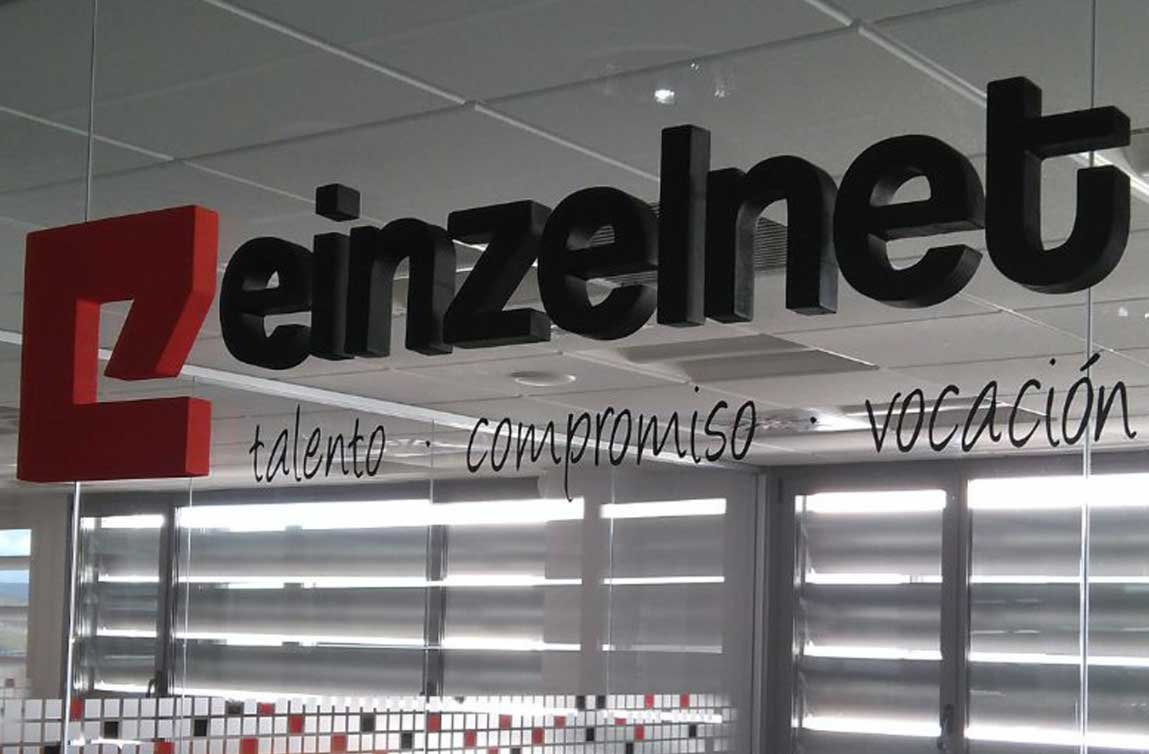 einzelnet
talento · compromiso · vocación